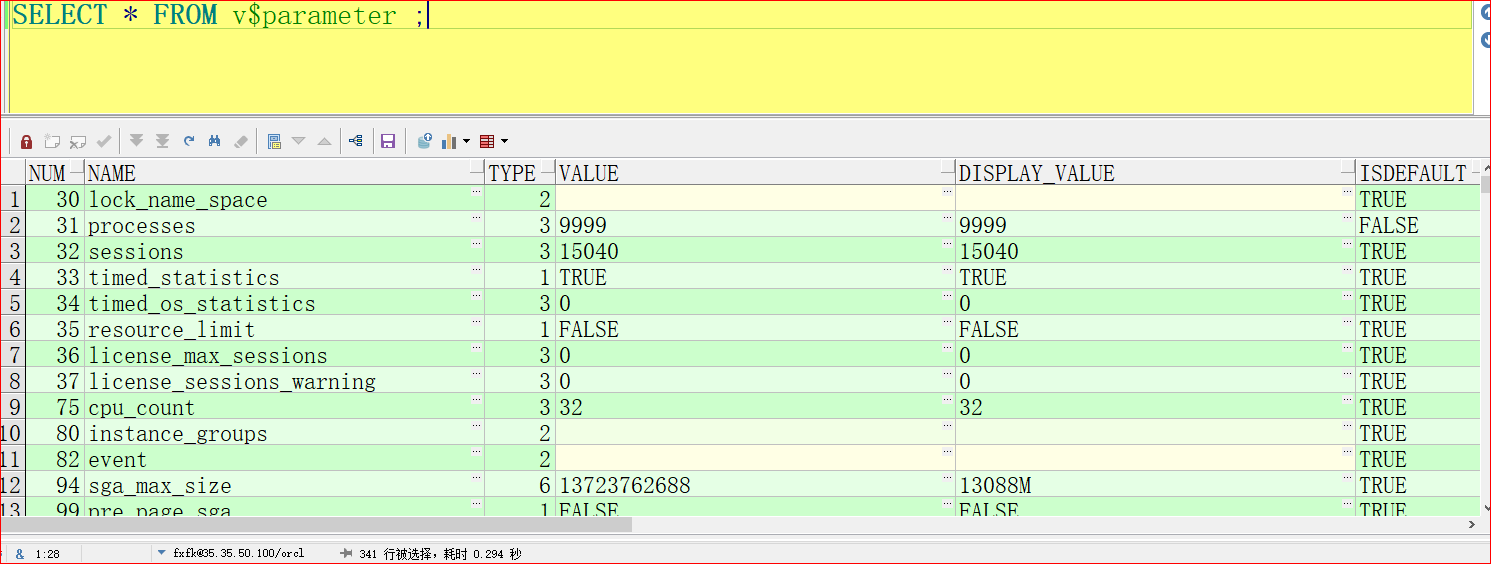 SELECT * FROM v$parameter ;
NUM NAME TYPE VALUE DISPLAY_VALUE ISDEFAULT
1 30 lock_name_space 2 TRUE
2 31 processes 3 9999 9999 FALSE
3 32 sessions 3 15040 15040 TRUE
4 33 timed_statistics 1 TRUE TRUE TRUE
5 34 timed_os_statistics 3 0 0 TRUE
6 35 resource_limit 1 FALSE FALSE TRUE
7 36 license_max_sessions 3 0 0 TRUE
8 37 license_sessions_warning 3 0 0 TRUE
9 75 cpu_count 3 32 32 TRUE
10 80 instance_groups 2 TRUE
11 82 event 2 TRUE
12 94 sga_max_size 6 13723762688 13088M TRUE
13 99 pre_page_sga 1 FALSE FALSE TRUE
& 1:28 fxfk@35.35.50.100/orcl 341 行被选择，耗时 0.294 秒